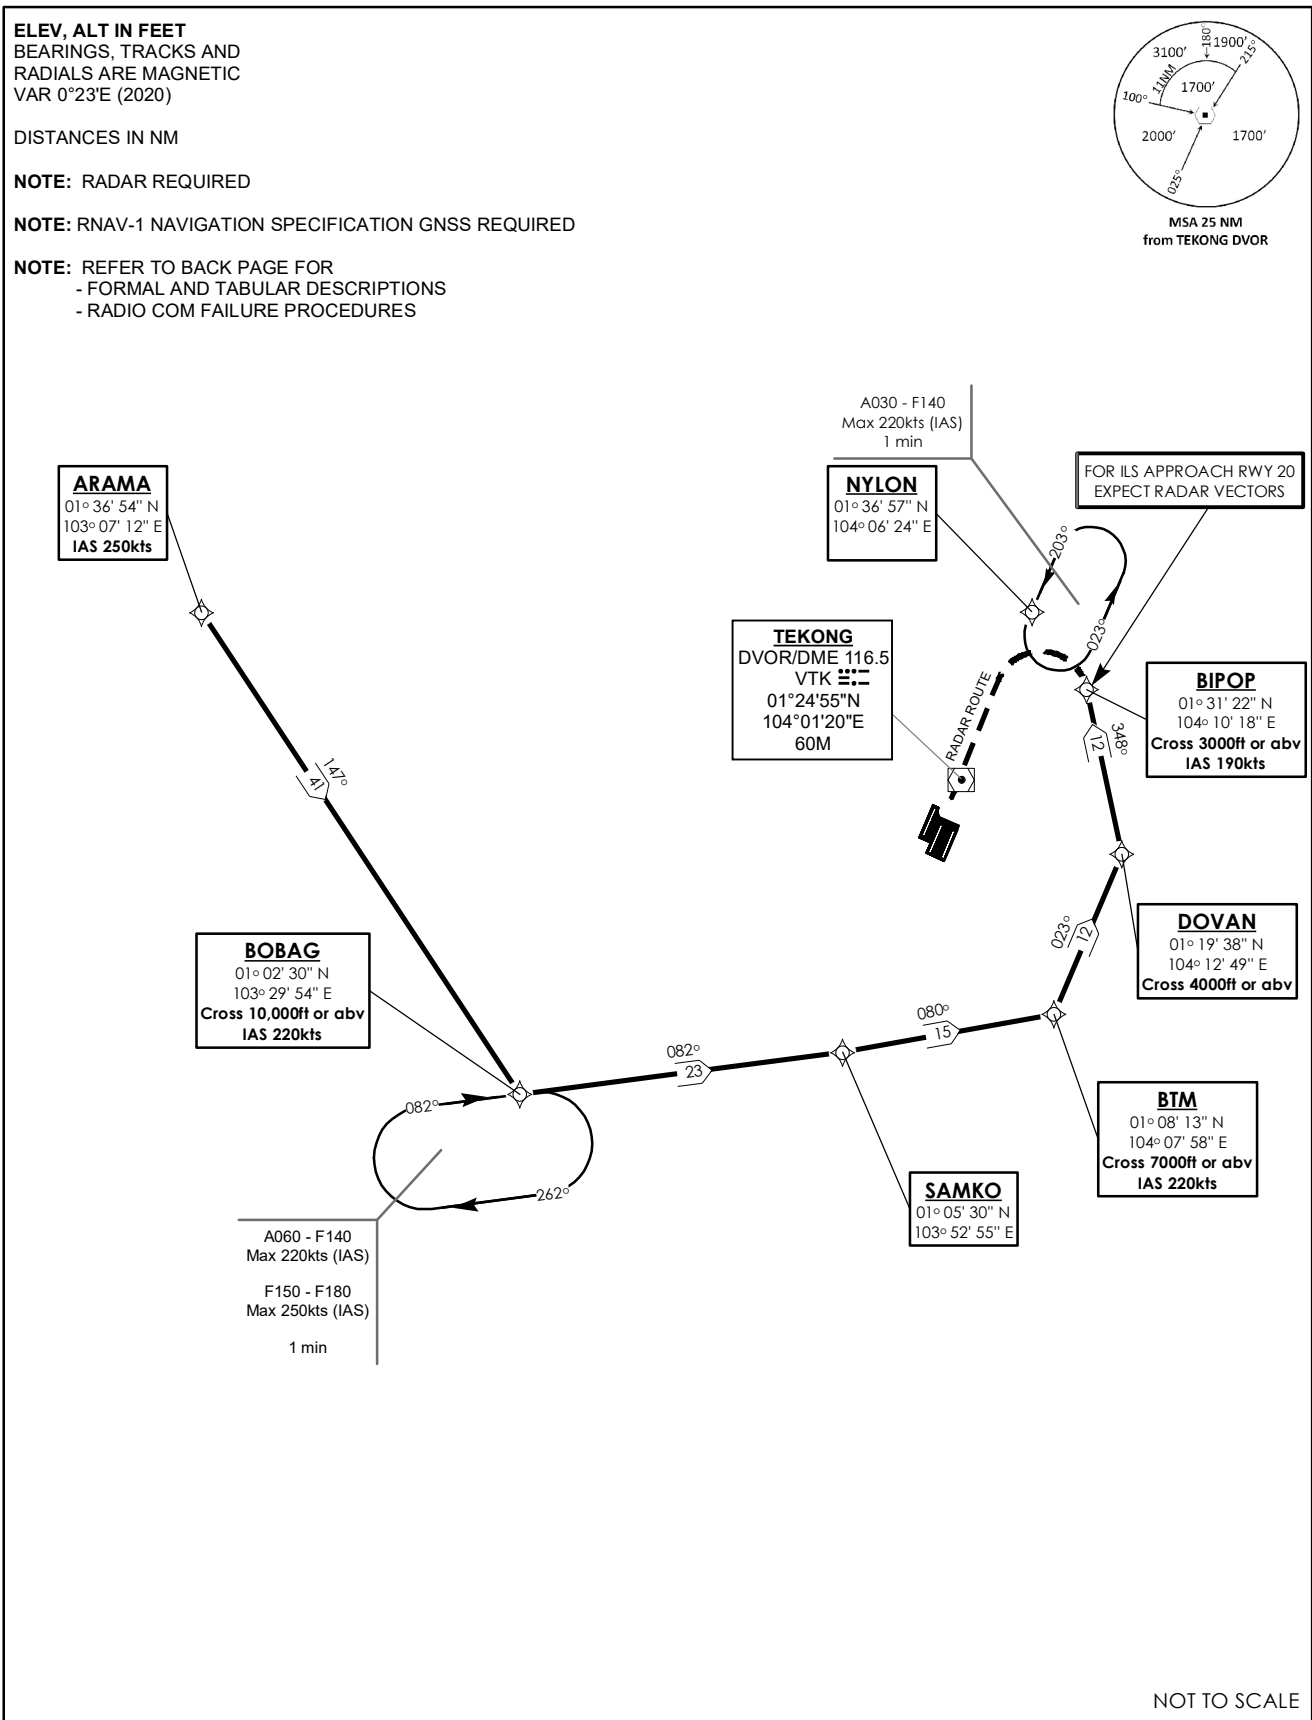 ELEV, ALT IN FEET
BEARINGS, TRACKS AND
RADIALS ARE MAGNETIC
VAR 0°23'E (2020)
DISTANCES IN NM
NOTE: RADAR REQUIRED
NOTE: RNAV-1 NAVIGATION SPECIFICATION GNSS REQUIRED
NOTE: REFER TO BACK PAGE FOR
- FORMAL AND TABULAR DESCRIPTIONS
- RADIO COM FAILURE PROCEDURES
180°
1900'
3100'
215°
11NM
1700'
100°
2000'
1700'
025°
MSA 25 NM
from TEKONG DVOR
A030 - F140
Max 220kts (IAS)
1 min
ARAMA
01° 36' 54" N
103° 07' 12" E
IAS 250kts
NYLON
01° 36' 57" N
104° 06' 24" E
FOR ILS APPROACH RWY 20
EXPECT RADAR VECTORS
203°
023°
TEKONG
DVOR/DME 116.5
VTK
01°24'55"N
104°01'20"E
60M
RADAR ROUTE
BIPOP
01° 31' 22" N
104° 10' 18" E
Cross 3000ft or abv
IAS 190kts
348°
12
147°
41
DOVAN
01° 19' 38" N
104° 12' 49" E
Cross 4000ft or abv
023°
12
BOBAG
01° 02' 30" N
103° 29' 54" E
Cross 10,000ft or abv
IAS 220kts
080°
15
082°
23
082°
262°
BTM
01° 08' 13" N
104° 07' 58" E
Cross 7000ft or abv
IAS 220kts
SAMKO
01° 05' 30" N
103° 52' 55" E
A060 - F140
Max 220kts (IAS)
F150 - F180
Max 250kts (IAS)
1 min
NOT TO SCALE